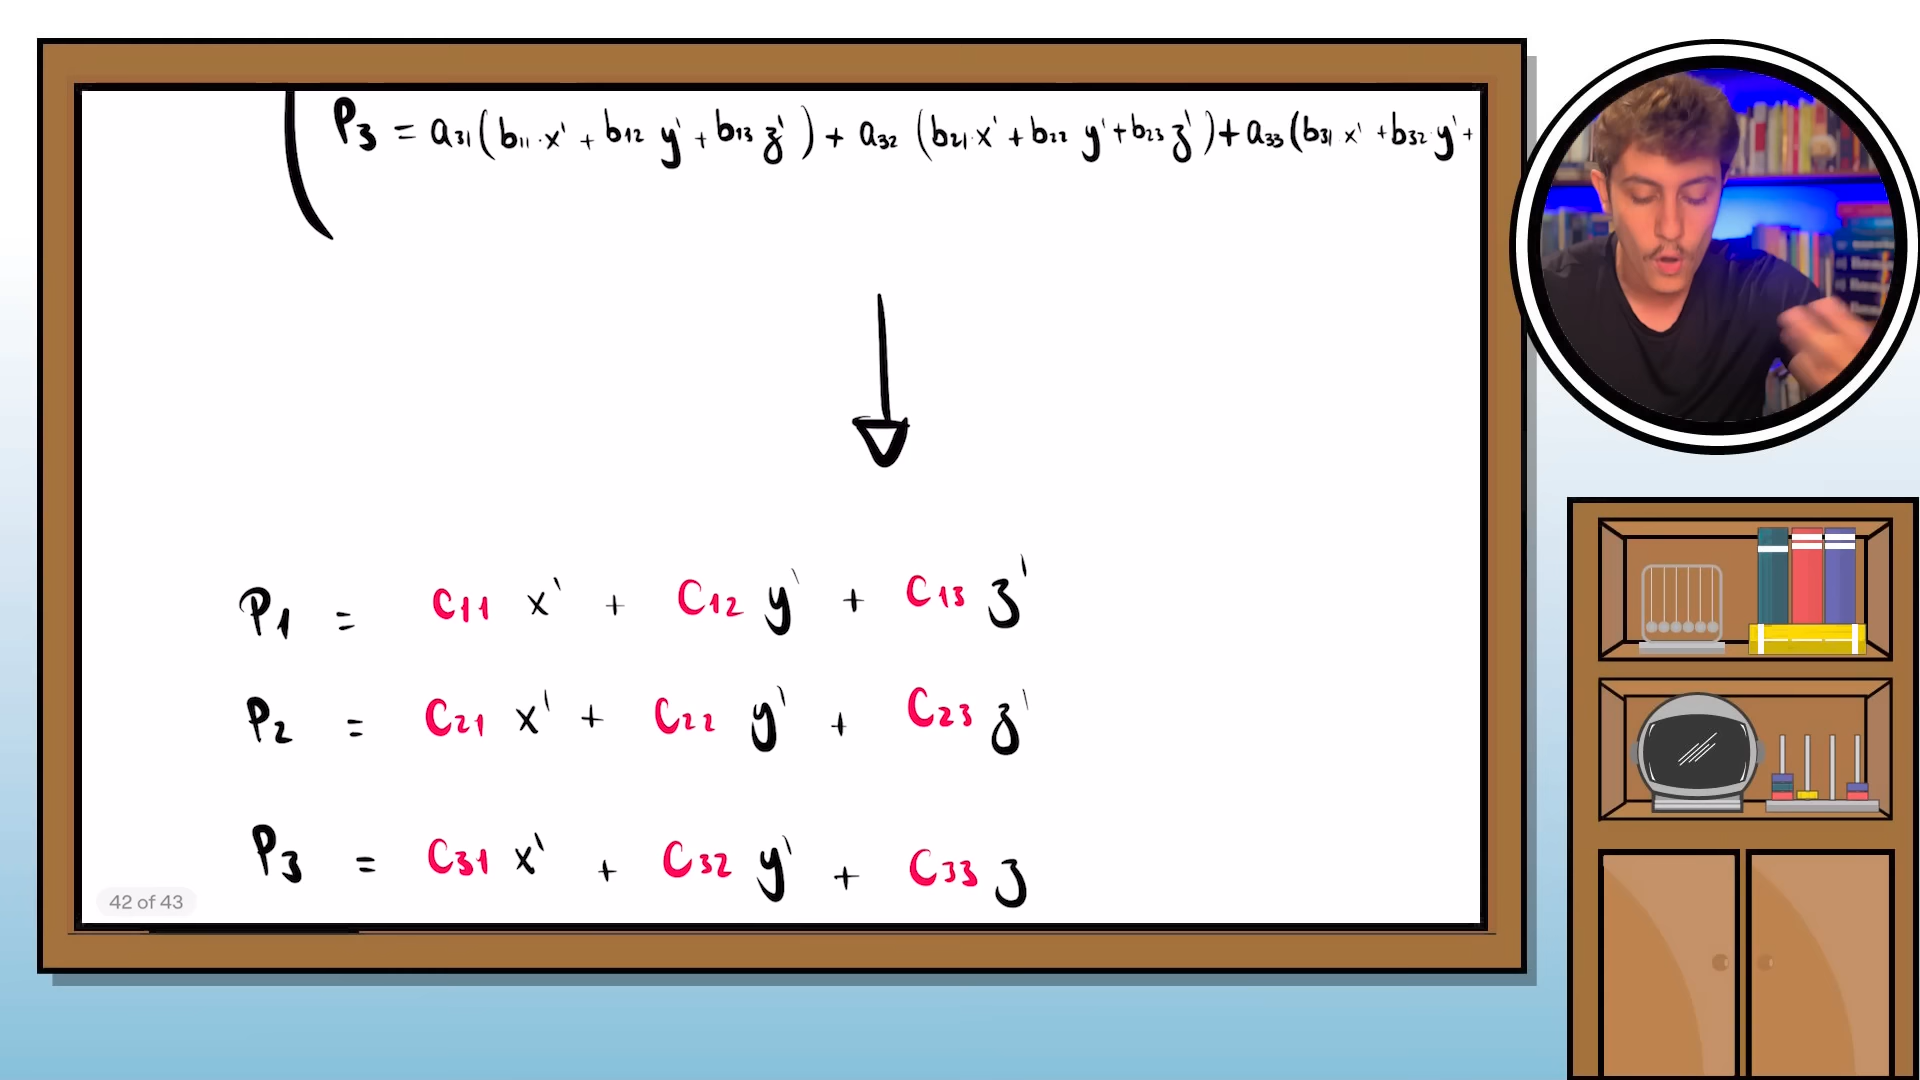 P3 = a31(b11·x' + b12 y' + b13 z') + a32 (b21·x' + b22 y' + b23 z') + a33(b31 x' + b32 y' +
P1 = C11 x' + C12 y' + C13 z'
P2 = C21 x' + C22 y' + C23 z'
P3 = C31 x' + C32 y' + C33 z
42 of 43